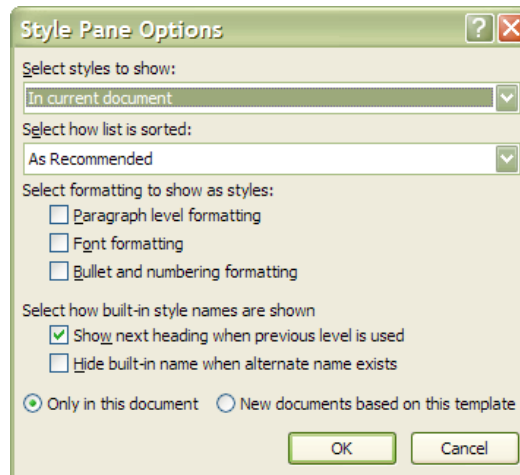 Style Pane Options
Select styles to show:
In current document
Select how list is sorted:
As Recommended
Select formatting to show as styles:
Paragraph level formatting
Font formatting
Bullet and numbering formatting
Select how built-in style names are shown
Show next heading when previous level is used
Hide built-in name when alternate name exists
Only in this document New documents based on this template
OK Cancel